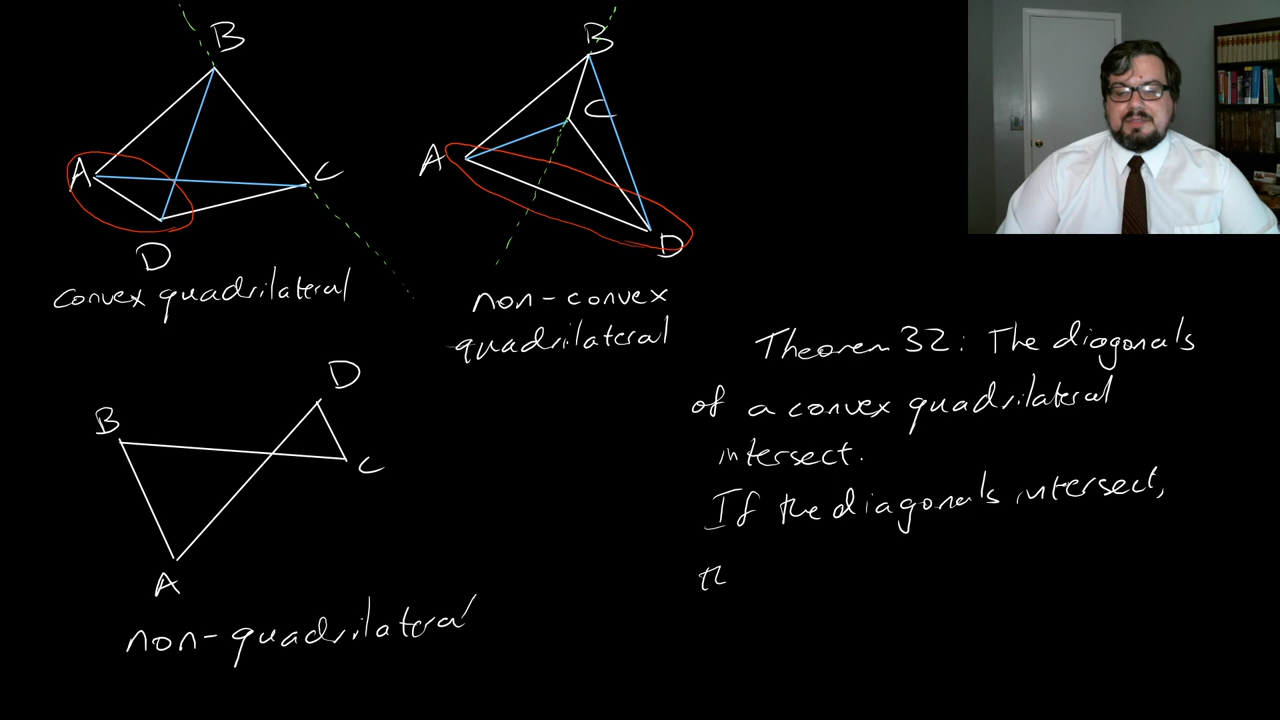 B
A
C
D
convex quadrilateral
B
C
A
D
non-convex
quadrilateral
D
B
C
A
non-quadrilateral
Theorem 32: The diagonals
of a convex quadrilateral
intersect.
If the diagonals intersect,
th